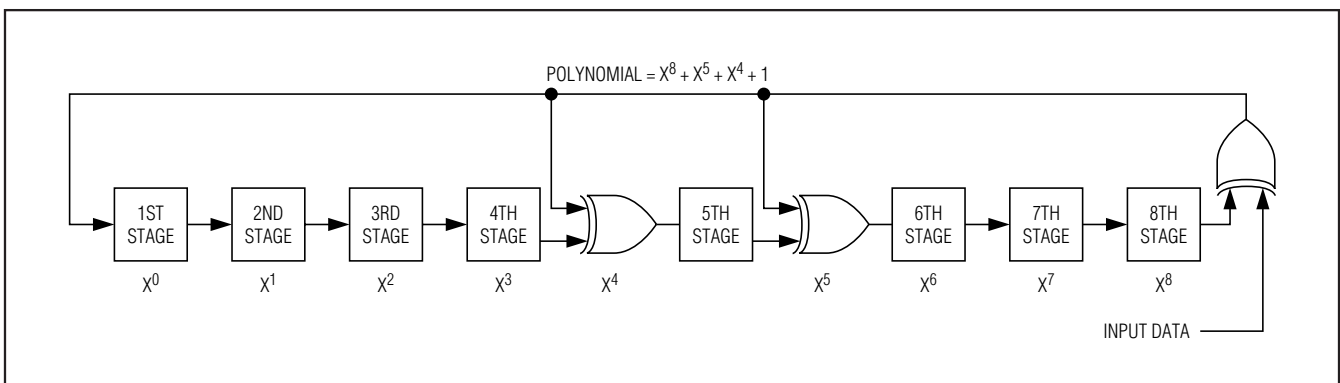 POLYNOMIAL = X⁸ + X⁵ + X⁴ + 1
1ST
STAGE
2ND
STAGE
3RD
STAGE
4TH
STAGE
5TH
STAGE
6TH
STAGE
7TH
STAGE
8TH
STAGE
X⁰
X¹
X²
X³
X⁴
X⁵
X⁶
X⁷
X⁸
INPUT DATA